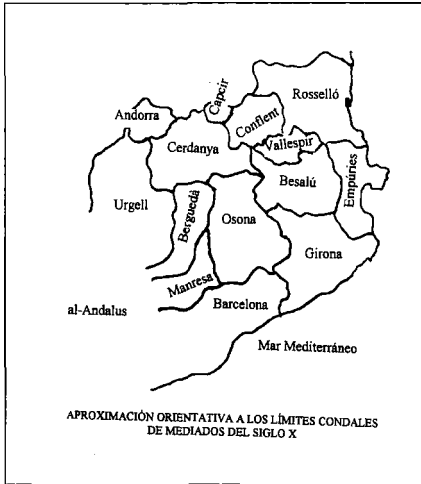 Rosselló
Capcir
Andorra
Conflent
Vallespir
Cerdanya
Empúries
Besalú
Urgell
Berguedà
Osona
Girona
Manresa
al-Andalus
Barcelona
Mar Mediterráneo
APROXIMACIÓN ORIENTATIVA A LOS LÍMITES CONDALES
DE MEDIADOS DEL SIGLO X